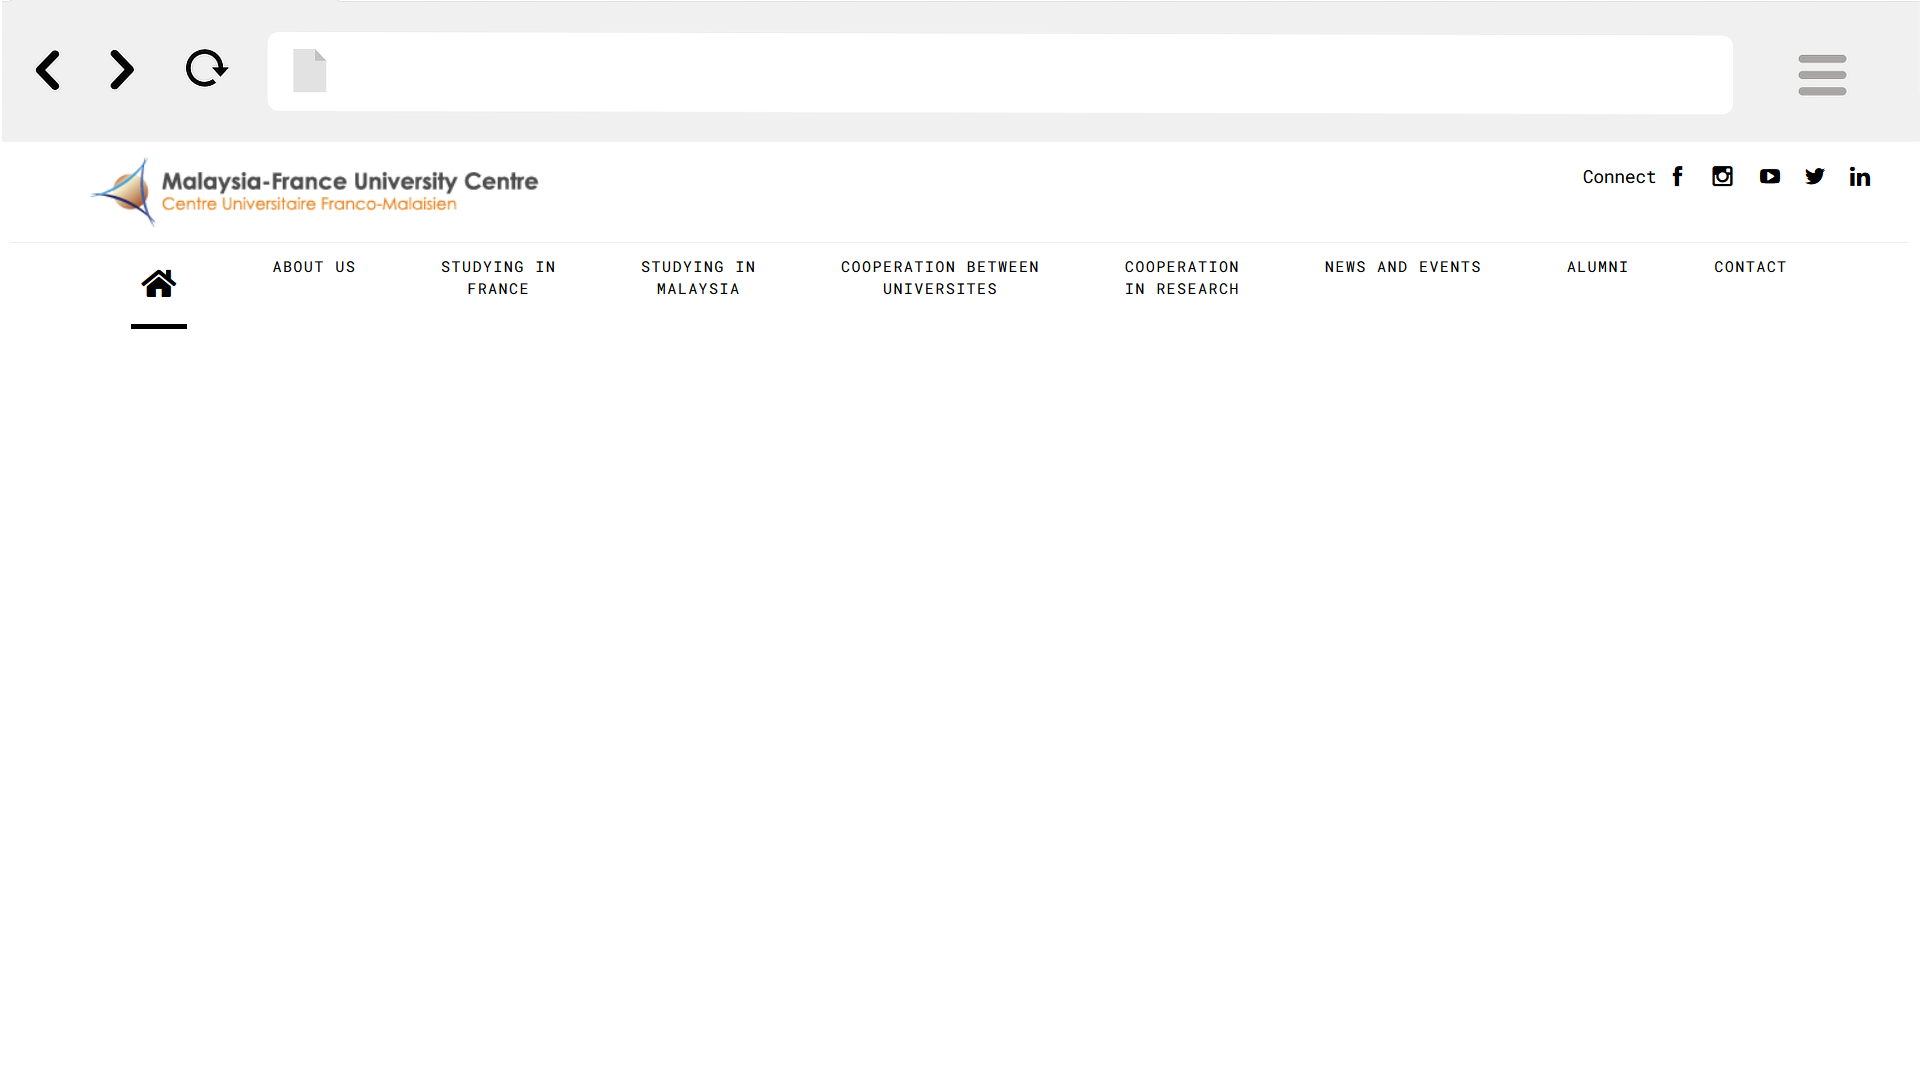 Malaysia-France University Centre
Centre Universitaire Franco-Malaisien
Connect
ABOUT US
STUDYING IN
FRANCE
STUDYING IN
MALAYSIA
COOPERATION BETWEEN
UNIVERSITES
COOPERATION
IN RESEARCH
NEWS AND EVENTS
ALUMNI
CONTACT